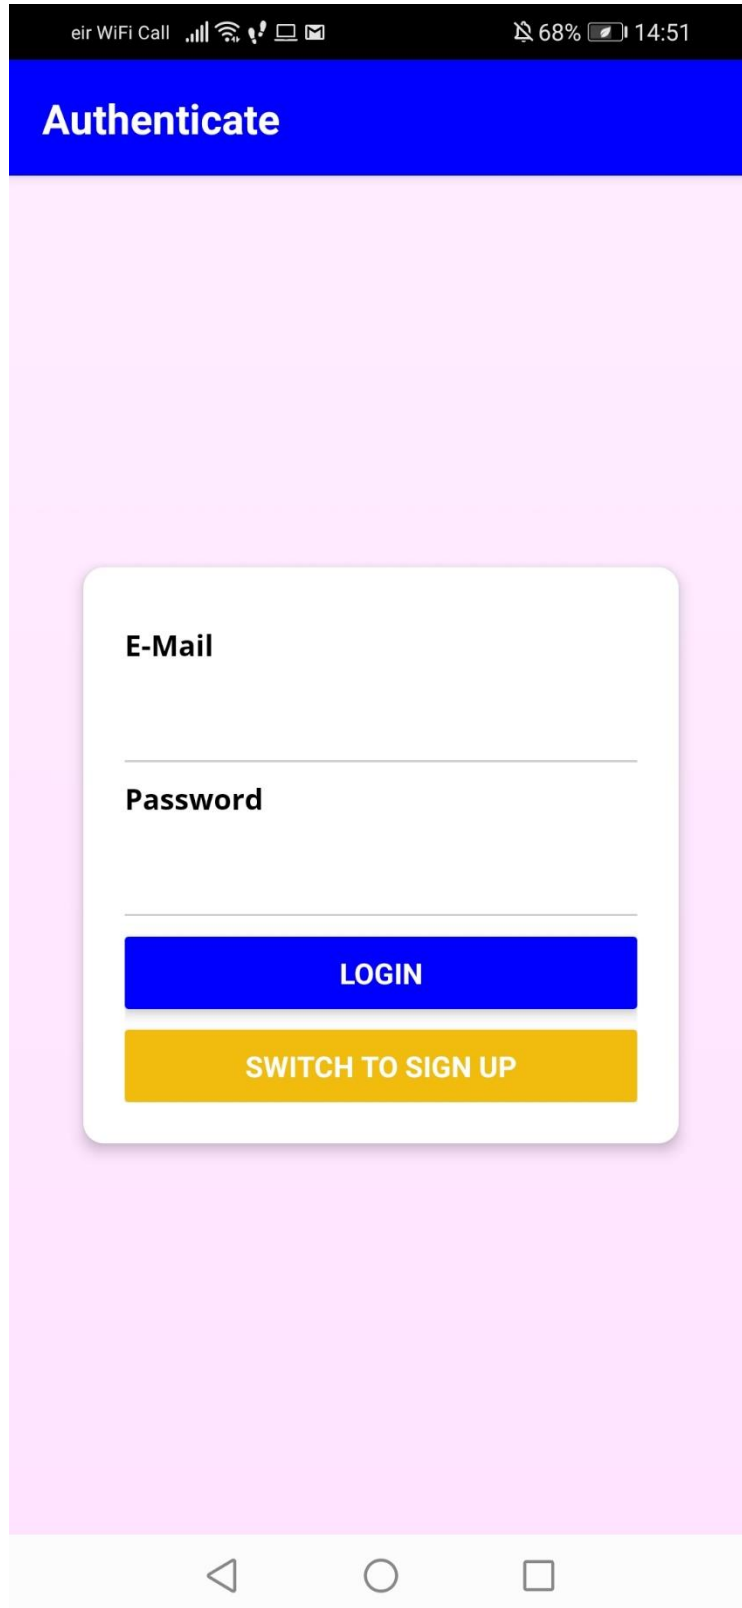 eir WiFi Call 68% 14:51
Authenticate
E-Mail
Password
LOGIN
SWITCH TO SIGN UP